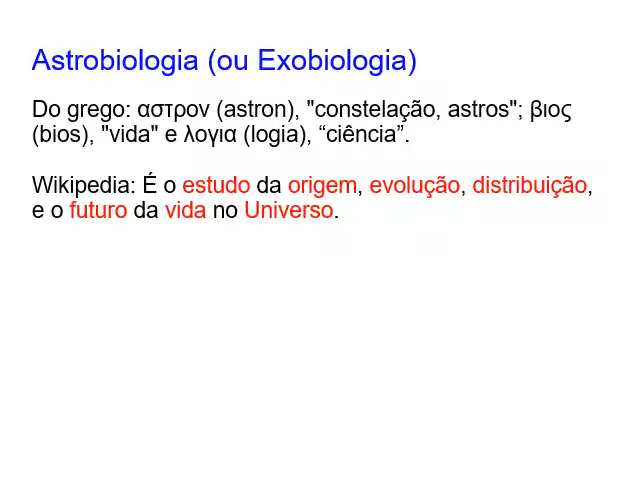 Astrobiologia (ou Exobiologia)
Do grego: αστρον (astron), "constelação, astros"; βιος
(bios), "vida" e λογια (logia), “ciência”.
Wikipedia: É o estudo da origem, evolução, distribuição,
e o futuro da vida no Universo.